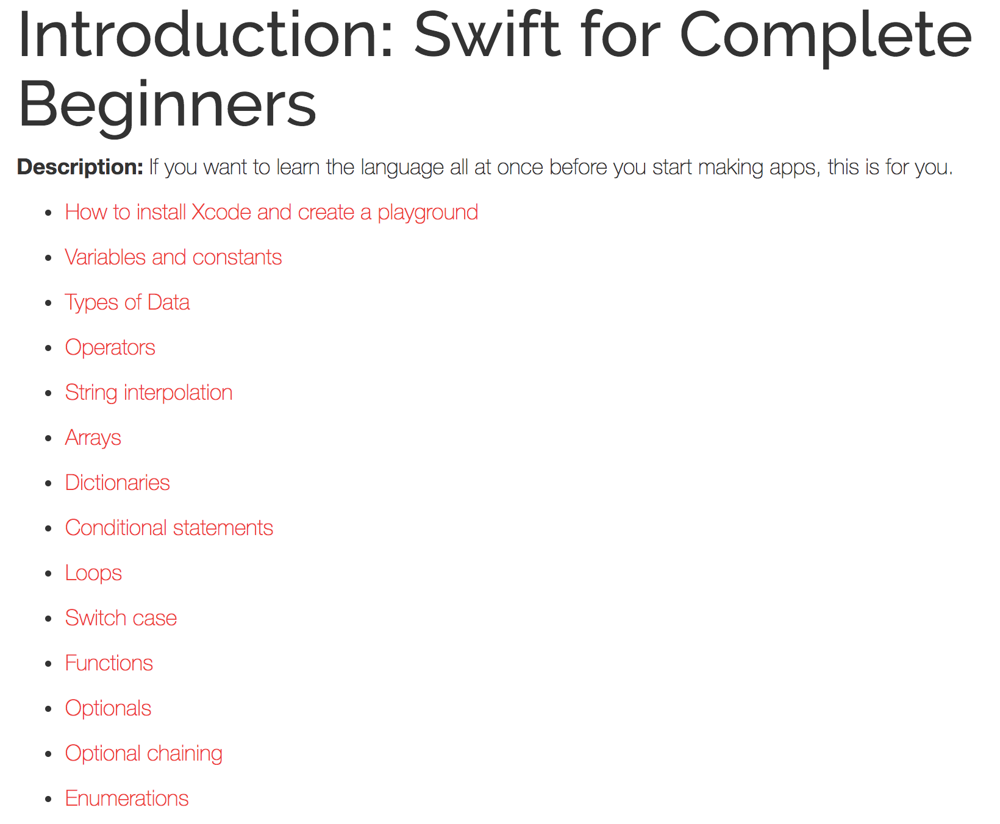 Introduction: Swift for Complete
Beginners
Description: If you want to learn the language all at once before you start making apps, this is for you.
• How to install Xcode and create a playground
• Variables and constants
• Types of Data
• Operators
• String interpolation
• Arrays
• Dictionaries
• Conditional statements
• Loops
• Switch case
• Functions
• Optionals
• Optional chaining
• Enumerations